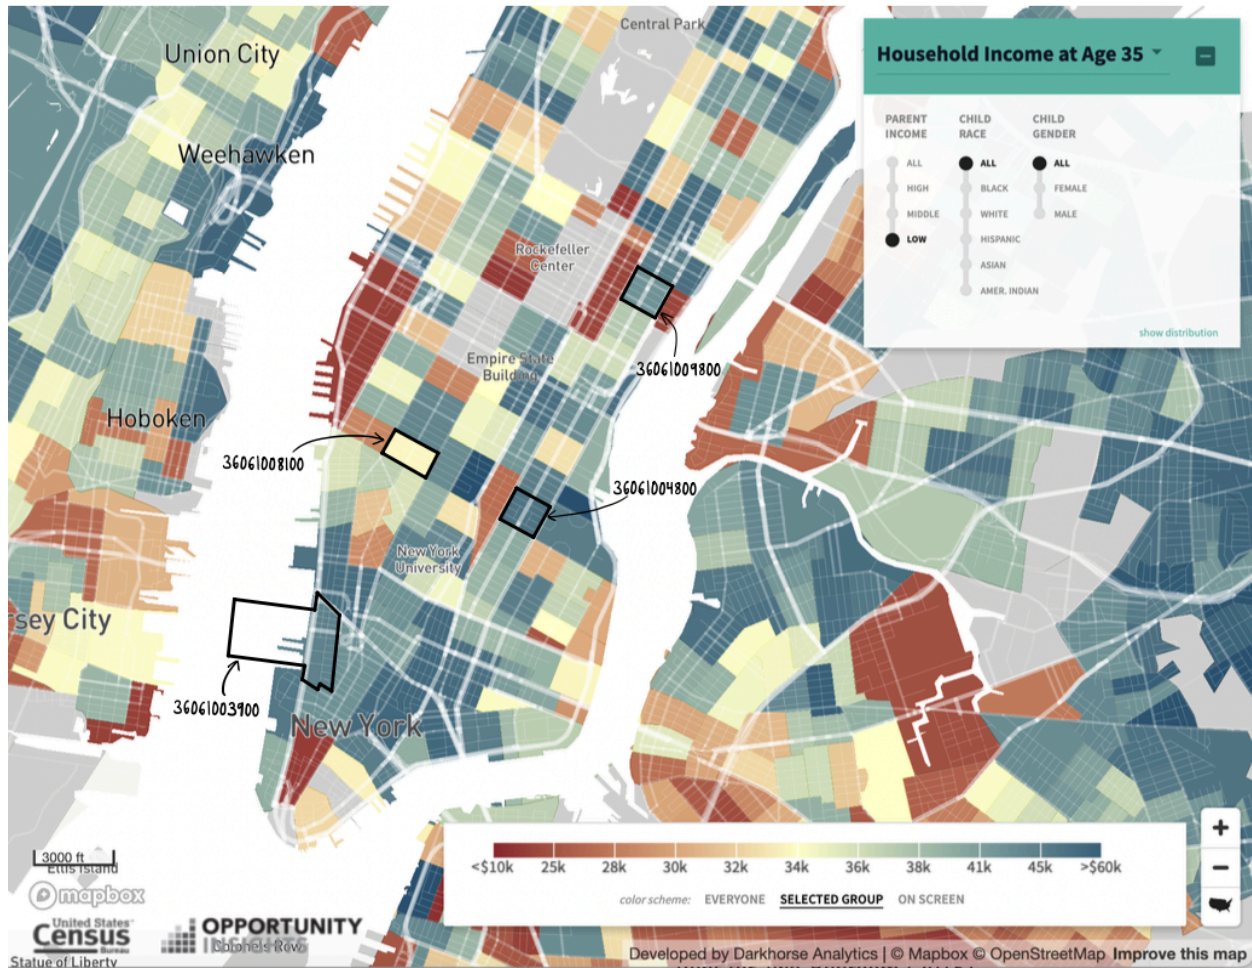 Central Park
Union City
Weehawken
Rockefeller
Center
Empire State
Building
Hoboken
New York
University
sey City
New York
36061009800
36061008100
36061004800
36061003900
Household Income at Age 35
PARENT
INCOME
ALL
HIGH
MIDDLE
LOW
CHILD
RACE
ALL
BLACK
WHITE
HISPANIC
ASIAN
AMER. INDIAN
CHILD
GENDER
ALL
FEMALE
MALE
show distribution
<$10k 25k 28k 30k 32k 34k 36k 38k 41k 45k >$60k
color scheme: EVERYONE SELECTED GROUP ON SCREEN
3000 ft
Ellis Island
mapbox
United States™
Census
Bureau
OPPORTUNITY
INSIGHTS
Colonels Row
Statue of Liberty
Developed by Darkhorse Analytics | © Mapbox © OpenStreetMap Improve this map